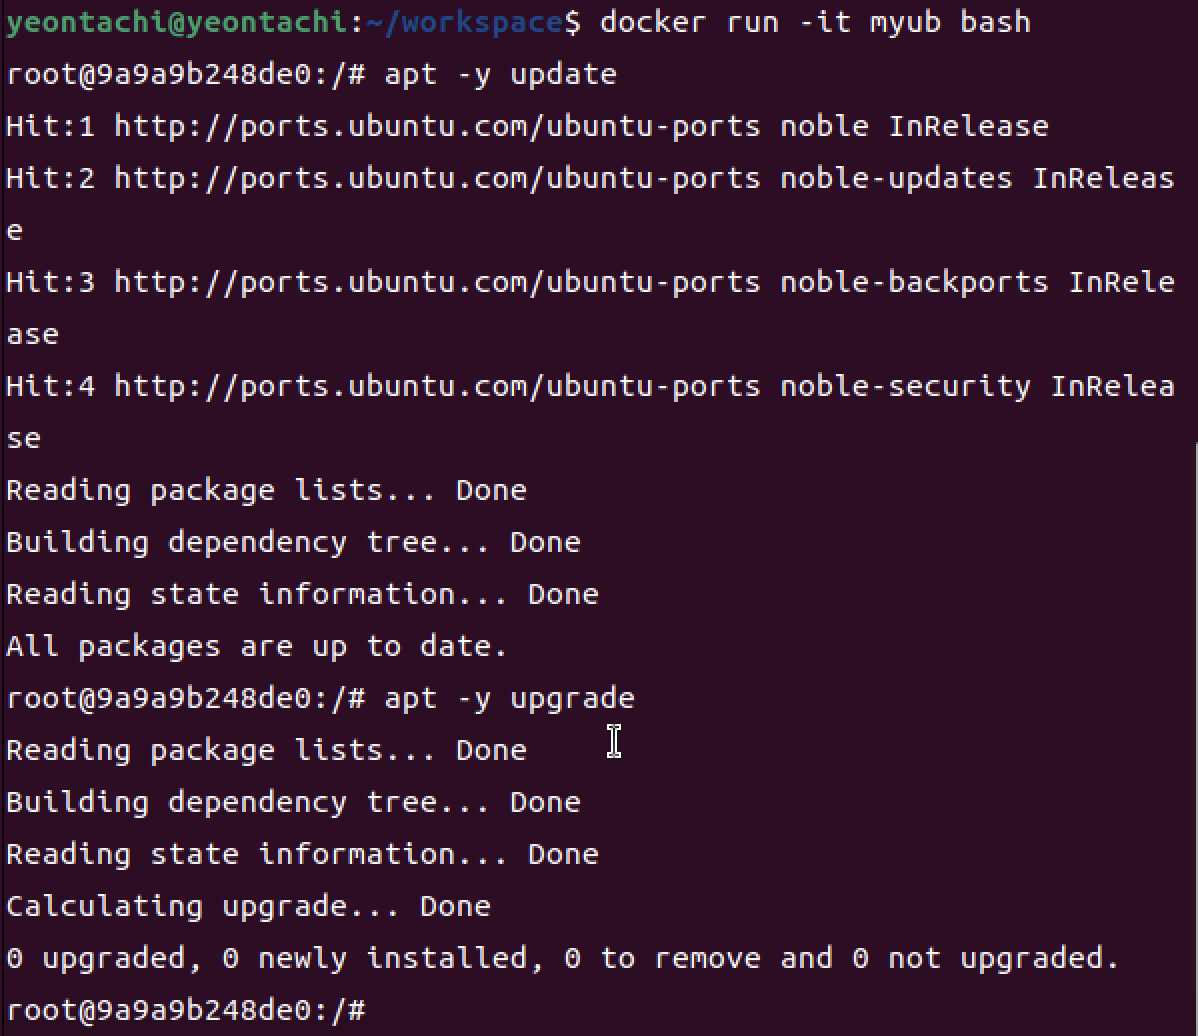 yeontachi@yeontachi:~/workspace$ docker run -it myub bash
root@9a9a9b248de0:/# apt -y update
Hit:1 http://ports.ubuntu.com/ubuntu-ports noble InRelease
Hit:2 http://ports.ubuntu.com/ubuntu-ports noble-updates InReleas
e
Hit:3 http://ports.ubuntu.com/ubuntu-ports noble-backports InRele
ase
Hit:4 http://ports.ubuntu.com/ubuntu-ports noble-security InRelea
se
Reading package lists... Done
Building dependency tree... Done
Reading state information... Done
All packages are up to date.
root@9a9a9b248de0:/# apt -y upgrade
Reading package lists... Done
Building dependency tree... Done
Reading state information... Done
Calculating upgrade... Done
0 upgraded, 0 newly installed, 0 to remove and 0 not upgraded.
root@9a9a9b248de0:/#